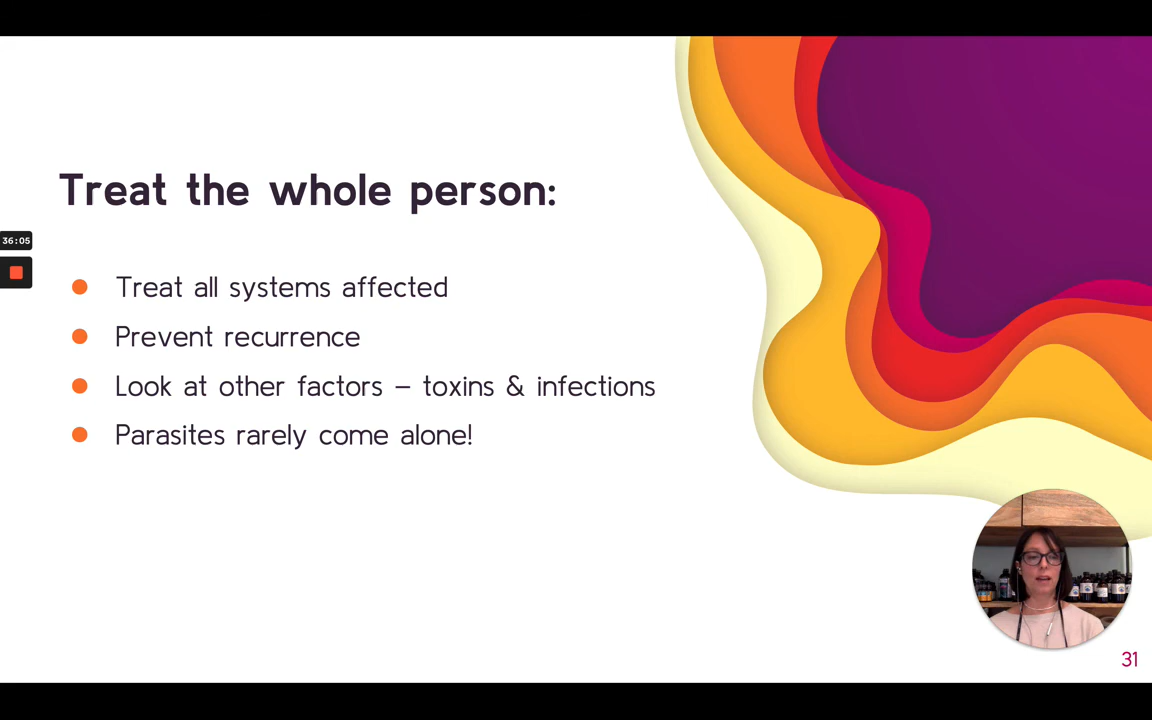 Treat the whole person:
36:05
Treat all systems affected
Prevent recurrence
Look at other factors – toxins & infections
Parasites rarely come alone!
31